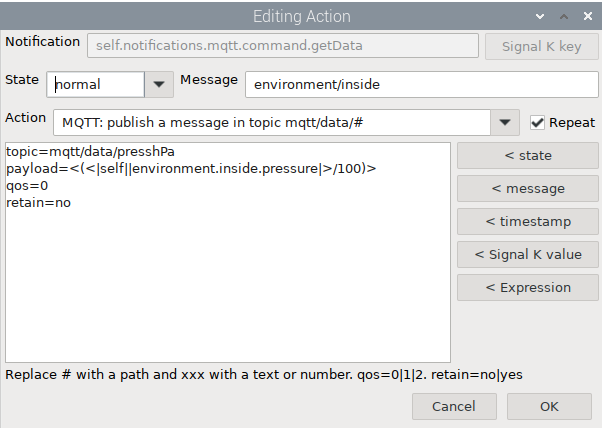 Editing Action
Notification self.notifications.mqtt.command.getData Signal K key
State normal Message environment/inside
Action MQTT: publish a message in topic mqtt/data/# Repeat
topic=mqtt/data/presshPa
payload=<(<|self||environment.inside.pressure|>/100)>
qos=0
retain=no
< state
< message
< timestamp
< Signal K value
< Expression
Replace # with a path and xxx with a text or number. qos=0|1|2. retain=no|yes
Cancel OK